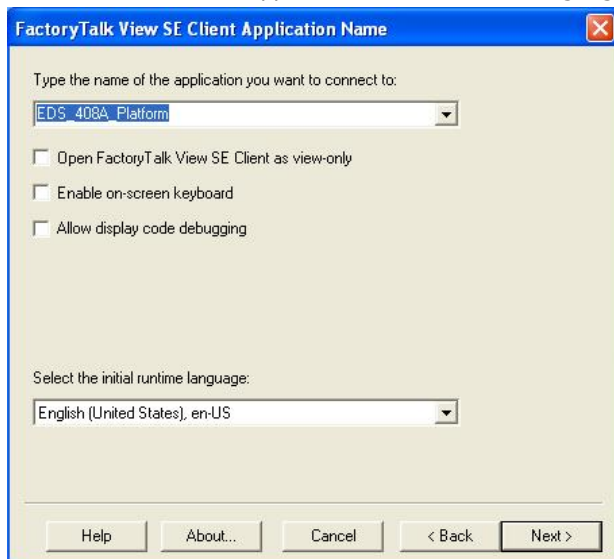 FactoryTalk View SE Client Application Name
Type the name of the application you want to connect to:
EDS_408A_Platform
Open FactoryTalk View SE Client as view-only
Enable on-screen keyboard
Allow display code debugging
Select the initial runtime language:
English (United States), en-US
Help About... Cancel < Back Next >